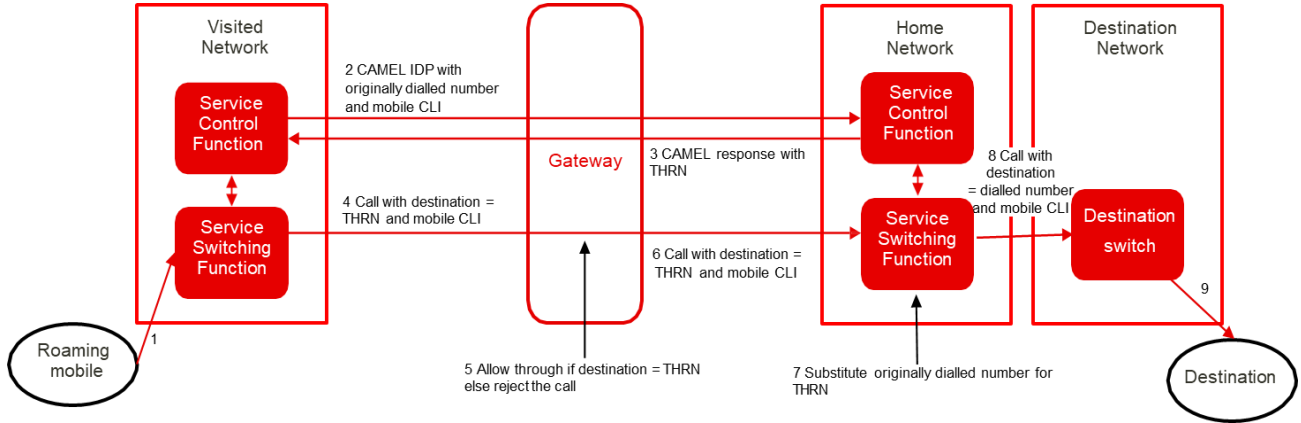 Visited
Network
Home
Network
Destination
Network
2 CAMEL IDP with
originally dialled number
and mobile CLI
Service
Control
Function
Service
Control
Function
Gateway
3 CAMEL response with
THRN
8 Call with
destination
= dialled number
and mobile CLI
4 Call with destination =
THRN and mobile CLI
Service
Switching
Function
Service
Switching
Function
Destination
switch
6 Call with destination =
THRN and mobile CLI
1
9
Roaming
mobile
5 Allow through if destination = THRN
else reject the call
7 Substitute originally dialled number for
THRN
Destination